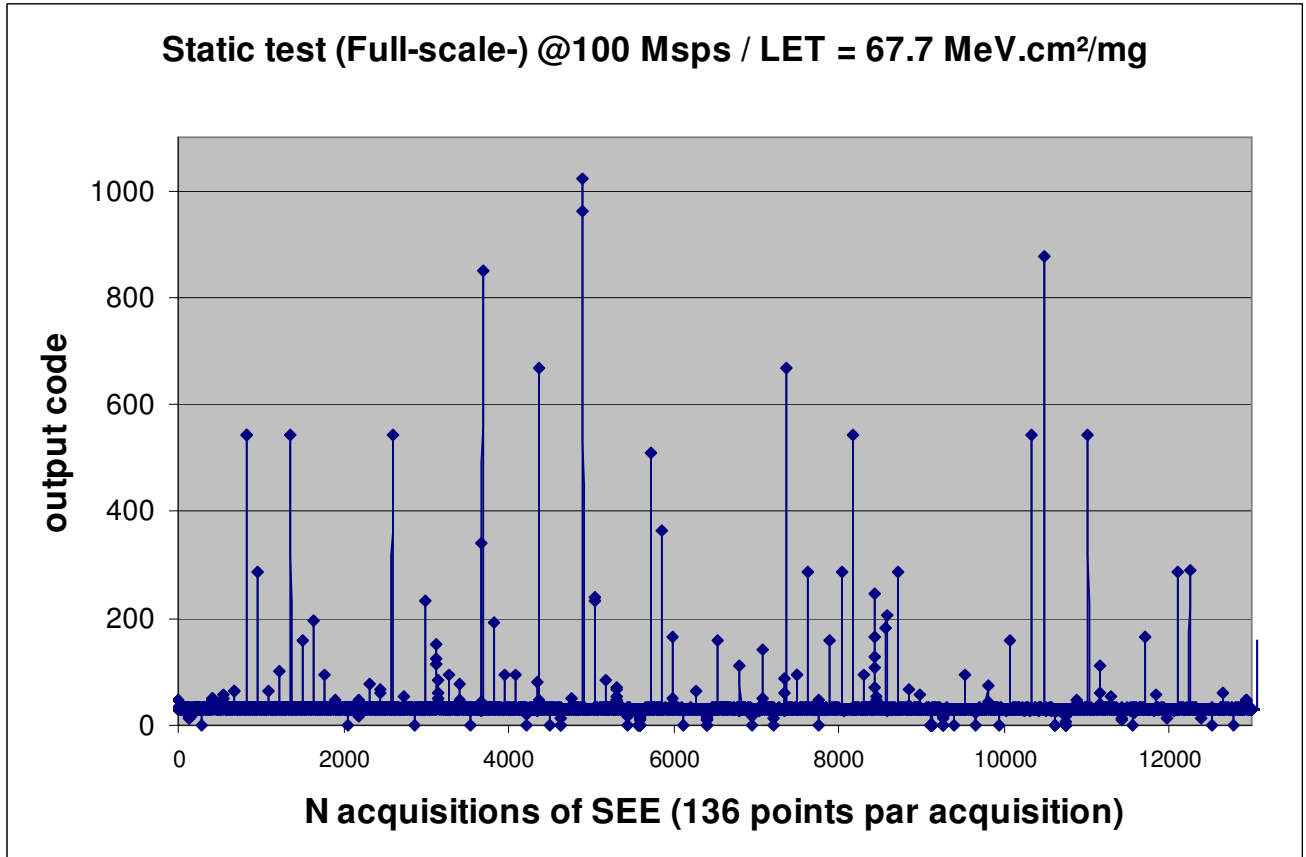 Static test (Full-scale-) @100 Msps / LET = 67.7 MeV.cm²/mg
output code
1000
800
600
400
200
0
0 2000 4000 6000 8000 10000 12000
N acquisitions of SEE (136 points par acquisition)